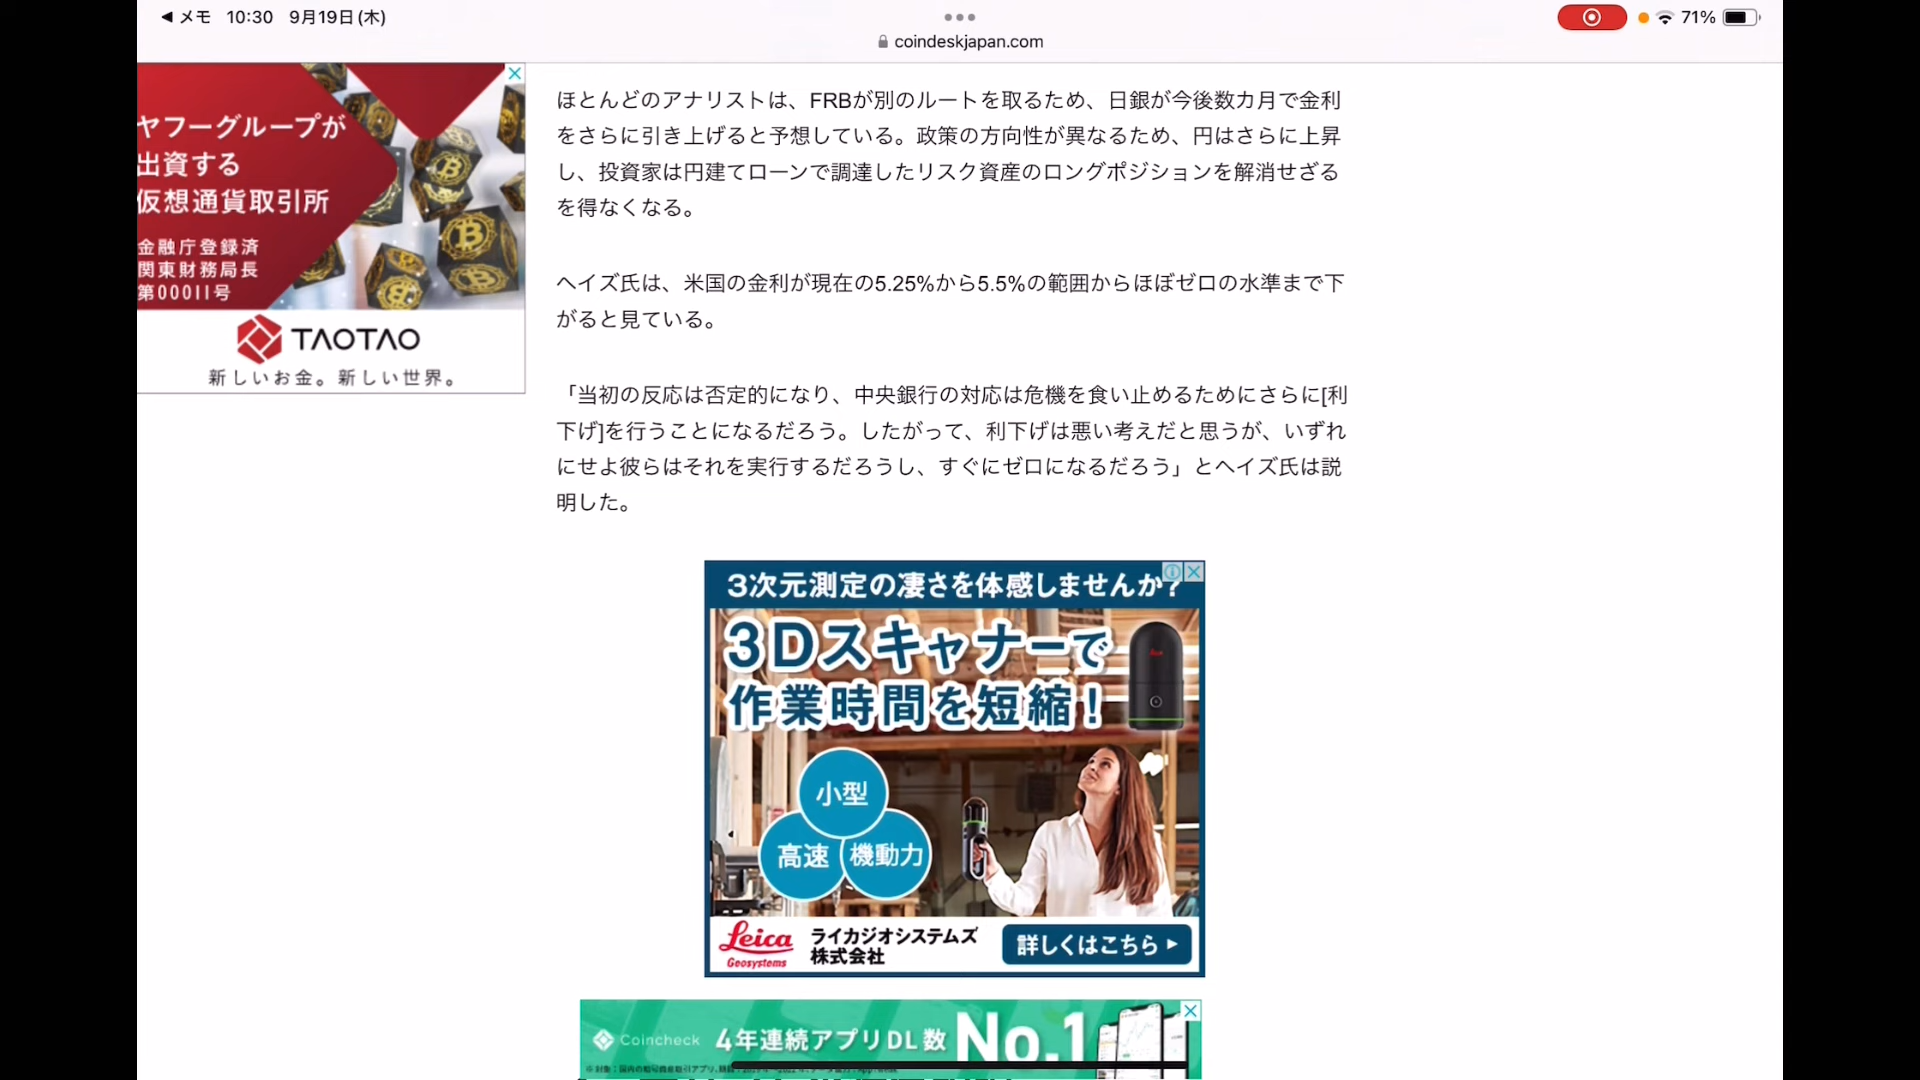 ◀ メモ 10:30 9月19日(木)
71%
coindeskjapan.com
ヤフーグループが
出資する
仮想通貨取引所
金融庁登録済
関東財務局長
第00011号
TAOTAO
新しいお金。新しい世界。
ほとんどのアナリストは、FRBが別のルートを取るため、日銀が今後数カ月で金利
をさらに引き上げると予想している。政策の方向性が異なるため、円はさらに上昇
し、投資家は円建てローンで調達したリスク資産のロングポジションを解消せざる
を得なくなる。
ヘイズ氏は、米国の金利が現在の5.25%から5.5%の範囲からほぼゼロの水準まで下
がると見ている。
「当初の反応は否定的になり、中央銀行の対応は危機を食い止めるためにさらに[利
下げ]を行うことになるだろう。したがって、利下げは悪い考えだと思うが、いずれ
にせよ彼らはそれを実行するだろうし、すぐにゼロになるだろう」とヘイズ氏は説
明した。
3次元測定の凄さを体感しませんか?
3Dスキャナーで
作業時間を短縮!
小型
高速
機動力
Leica
Geosystems
ライカジオシステムズ
株式会社
詳しくはこちら ▶
Coincheck 4年連続アプリDL数 No.1